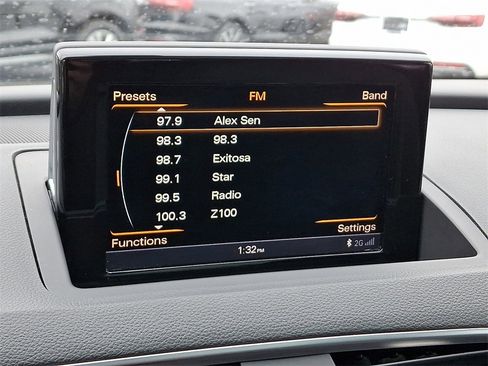 Presets FM Band
97.9 Alex Sen
98.3 98.3
98.7 Exitosa
99.1 Star
99.5 Radio
100.3 Z100
Functions Settings
1:32PM 2G